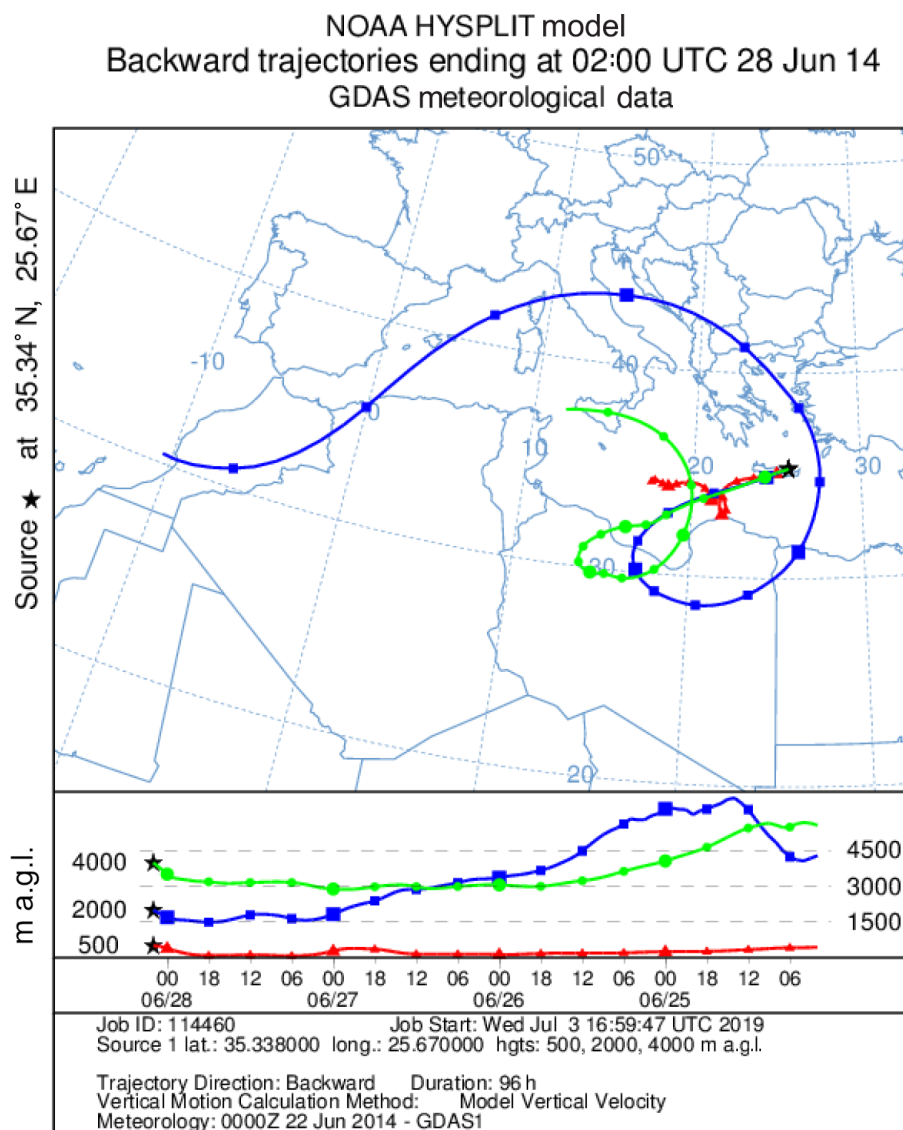 NOAA HYSPLIT model
Backward trajectories ending at 02:00 UTC 28 Jun 14
GDAS meteorological data
Source ★ at 35.34° N, 25.67° E
50
-10
40
0
10
20
30
30
20
m a.g.l.
4000
2000
500
4500
3000
1500
00 18 12 06 00 18 12 06 00 18 12 06 00 18 12 06
06/28 06/27 06/26 06/25
Job ID: 114460 Job Start: Wed Jul 3 16:59:47 UTC 2019
Source 1 lat.: 35.338000 long.: 25.670000 hgts: 500, 2000, 4000 m a.g.l.
Trajectory Direction: Backward Duration: 96 h
Vertical Motion Calculation Method: Model Vertical Velocity
Meteorology: 0000Z 22 Jun 2014 - GDAS1